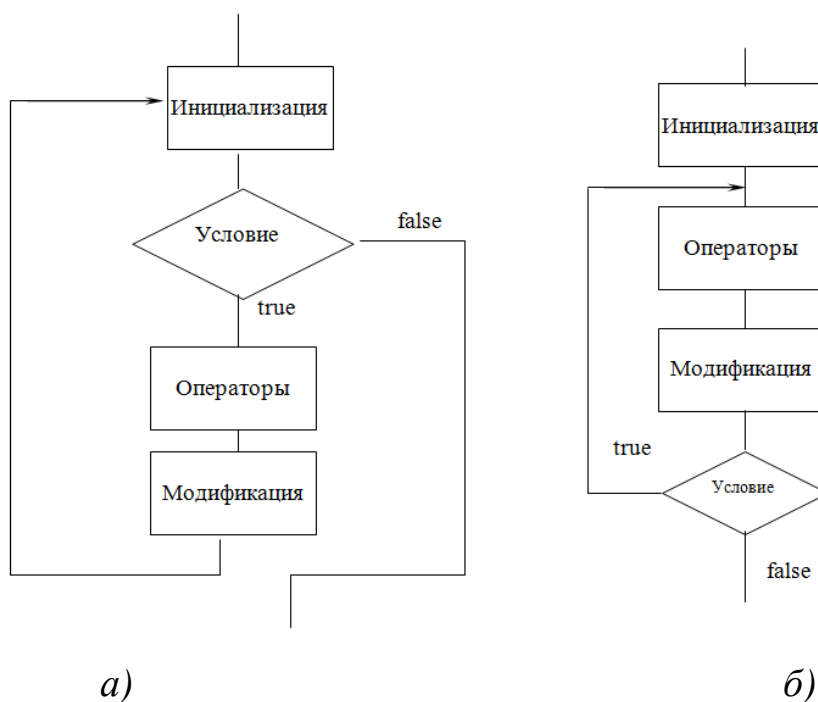 Инициализация
Условие
false
true
Операторы
Модификация
а)
Инициализация
Операторы
Модификация
true
Условие
false
б)